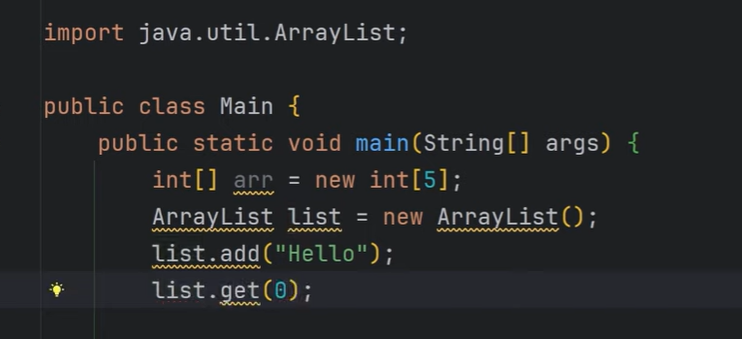 import java.util.ArrayList;
public class Main {
public static void main(String[] args) {
int[] arr = new int[5];
ArrayList list = new ArrayList();
list.add("Hello");
list.get(0);